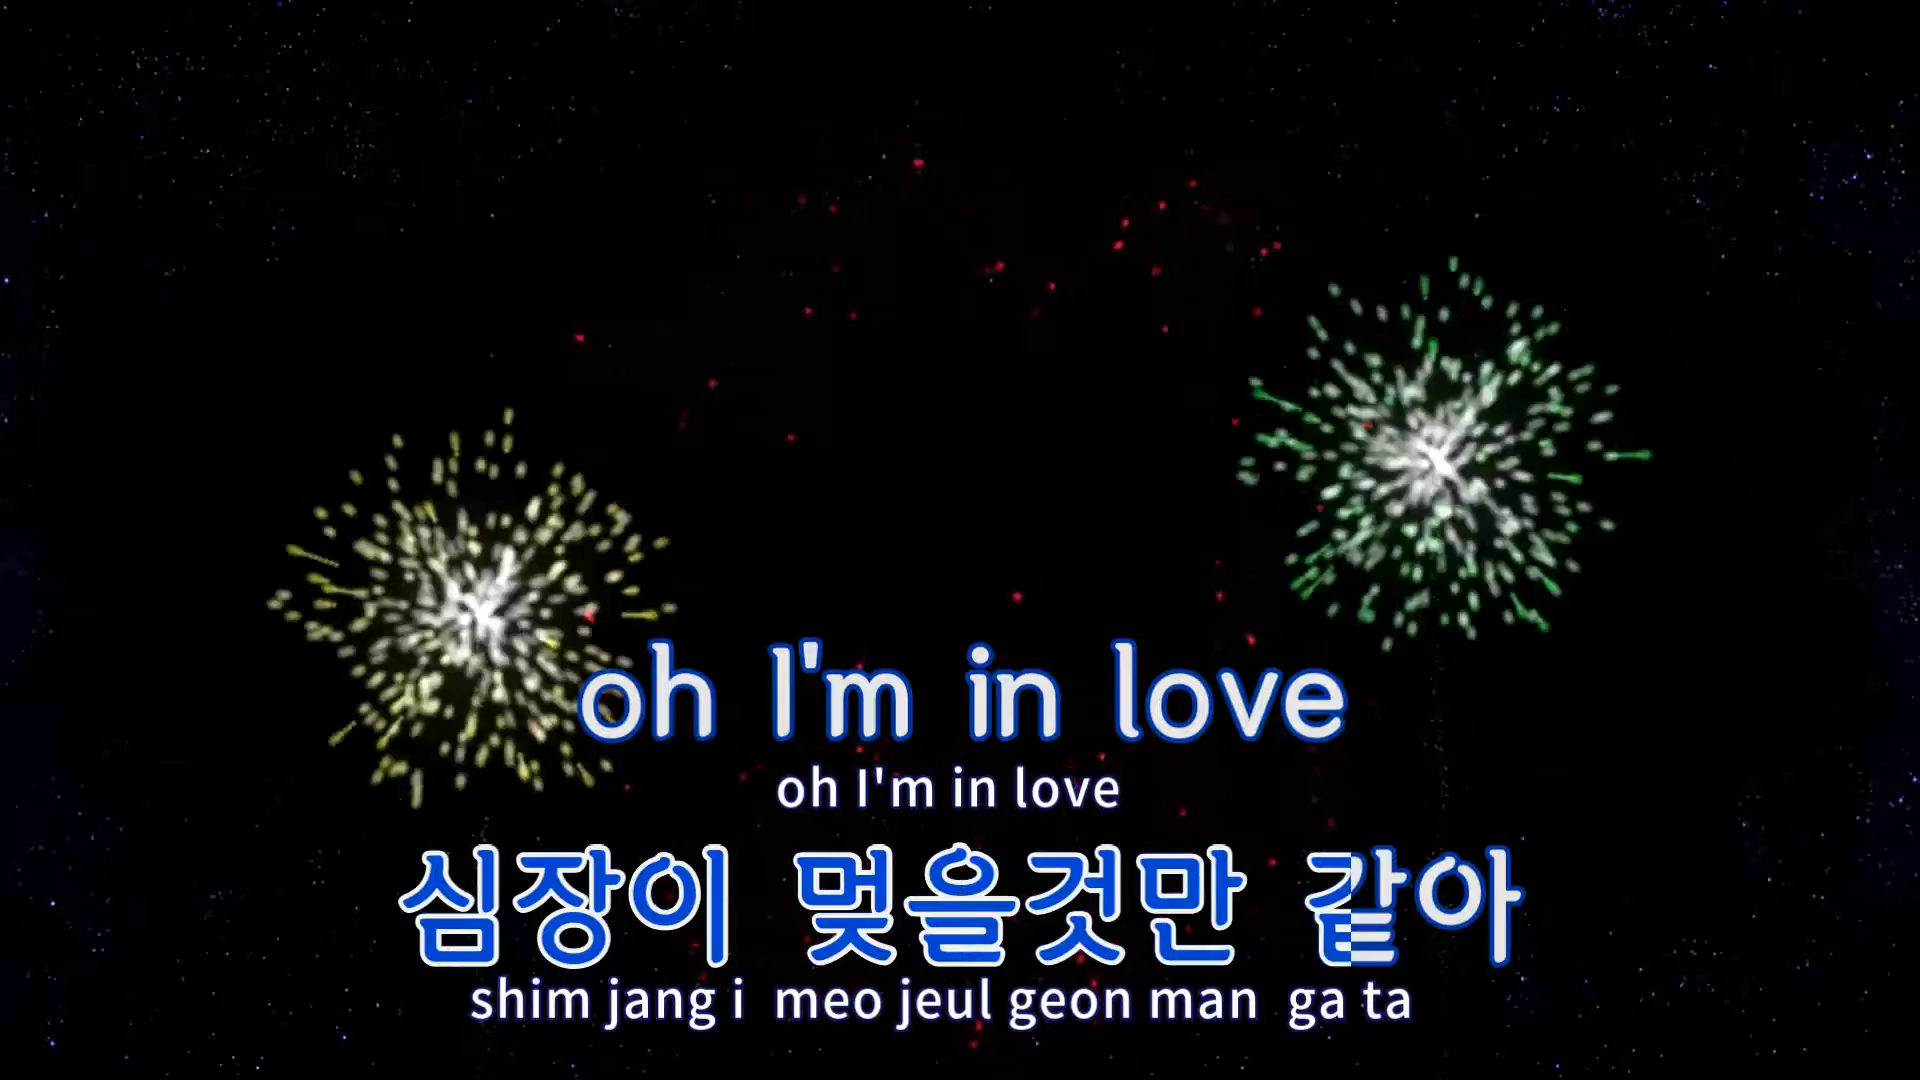 oh I'm in love
oh I'm in love
심장이 멎을것만 같아
shim jang i meo jeul geon man ga ta